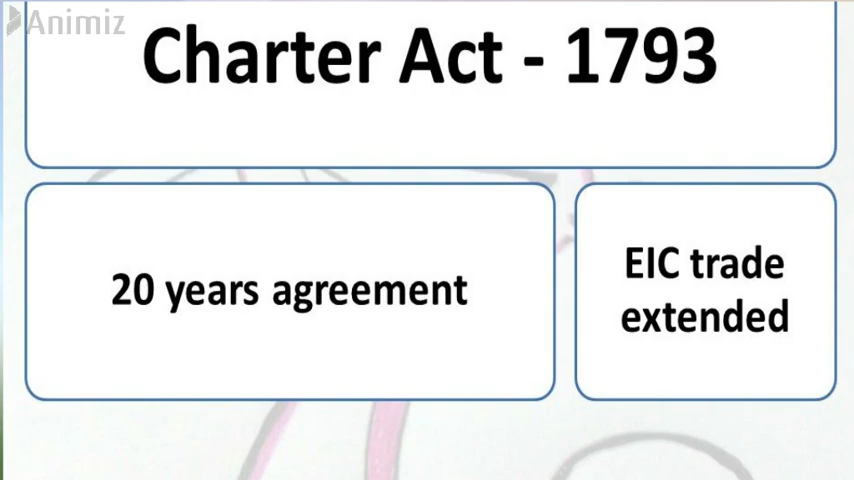 Animiz
Charter Act - 1793
20 years agreement
EIC trade
extended